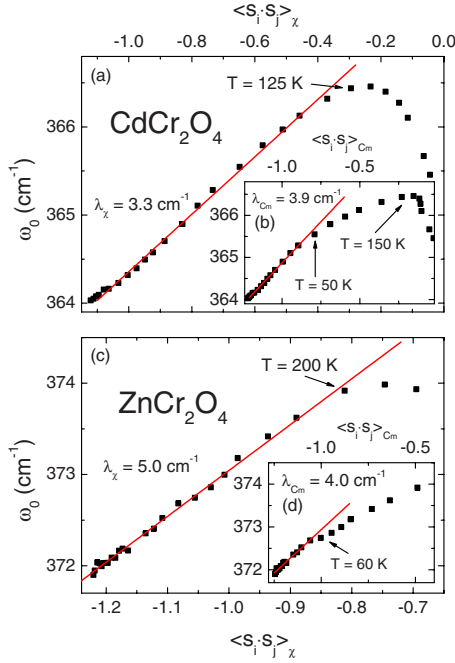 <s_i·s_j>_χ
-1.0 -0.8 -0.6 -0.4 -0.2 0.0
(a)
T = 125 K
CdCr₂O₄
<s_i·s_j>_Cm
-1.0 -0.5
λ_χ = 3.3 cm⁻¹
λ_Cm = 3.9 cm⁻¹
(b)
T = 150 K
T = 50 K
366
365
364
366
365
364
ω₀ (cm⁻¹)
(c)
T = 200 K
ZnCr₂O₄
<s_i·s_j>_Cm
-1.0 -0.5
λ_χ = 5.0 cm⁻¹
λ_Cm = 4.0 cm⁻¹
(d)
T = 60 K
374
373
372
374
373
372
ω₀ (cm⁻¹)
-1.2 -1.1 -1.0 -0.9 -0.8 -0.7
<s_i·s_j>_χ